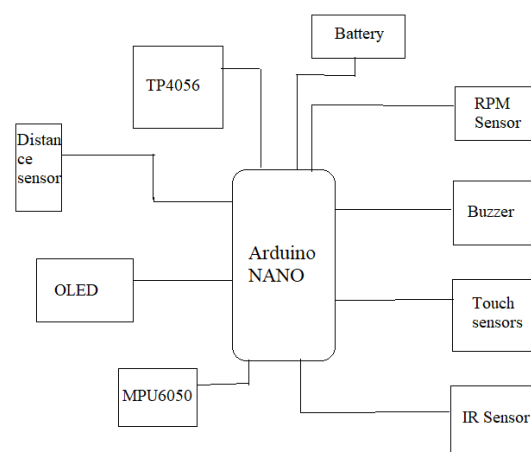 Battery
TP4056
RPM
Sensor
Distan
ce
sensor
Buzzer
Arduino
NANO
OLED
Touch
sensors
MPU6050
IR Sensor